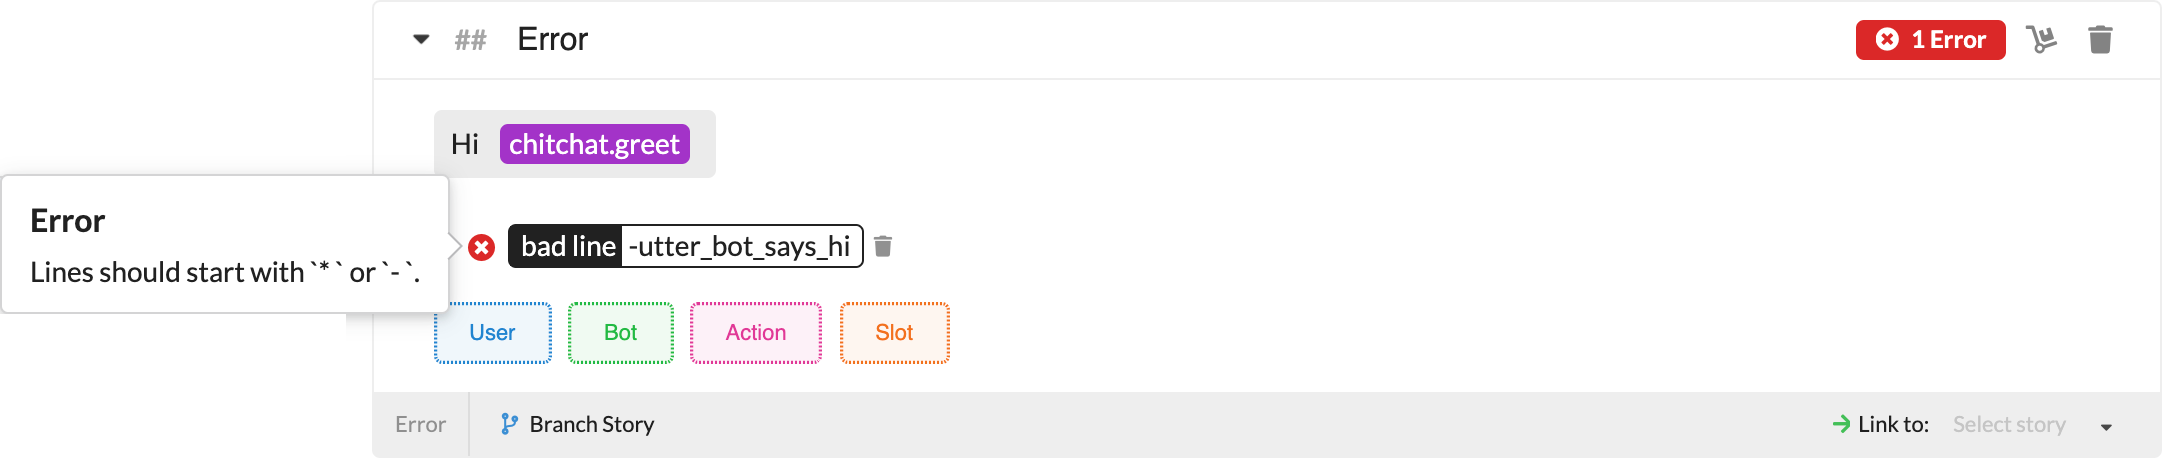 ## Error
1 Error
Hi chitchat.greet
Error
Lines should start with `* ` or `- `.
bad line -utter_bot_says_hi
User Bot Action Slot
Error Branch Story Link to: Select story